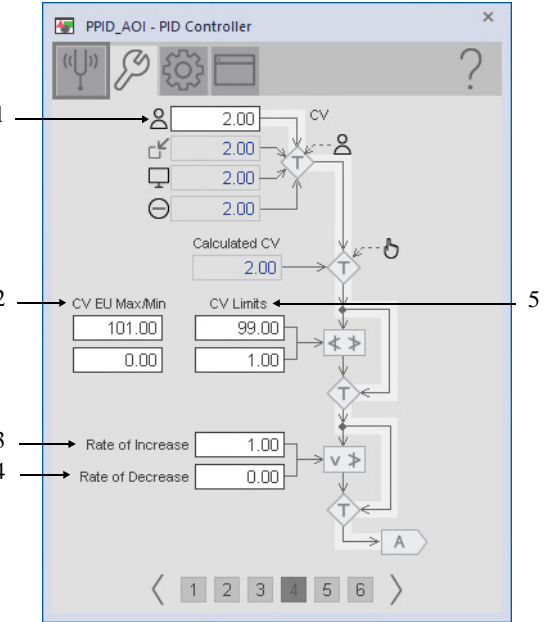 PPID_AOI - PID Controller
?
1
2.00
CV
2.00
T
2.00
2.00
Calculated CV
2.00
T
2
CV EU Max/Min
CV Limits
5
101.00
99.00
0.00
1.00
T
3
Rate of Increase
1.00
4
Rate of Decrease
0.00
T
A
1 2 3 4 5 6